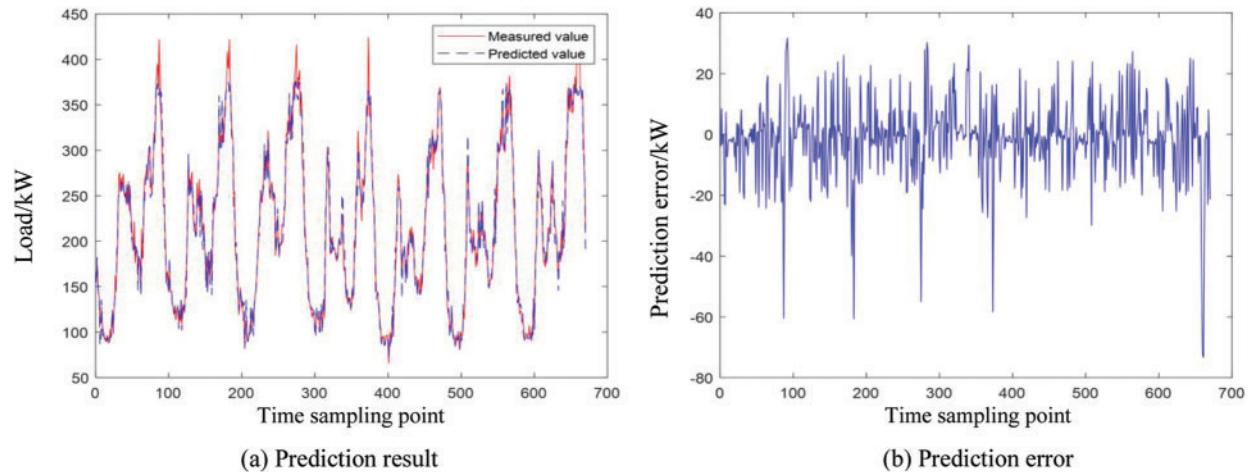 450
400
350
300
250
200
150
100
50
Load/kW
Measured value
Predicted value
0 100 200 300 400 500 600 700
Time sampling point
(a) Prediction result
40
20
0
-20
-40
-60
-80
Prediction error/kW
0 100 200 300 400 500 600 700
Time sampling point
(b) Prediction error